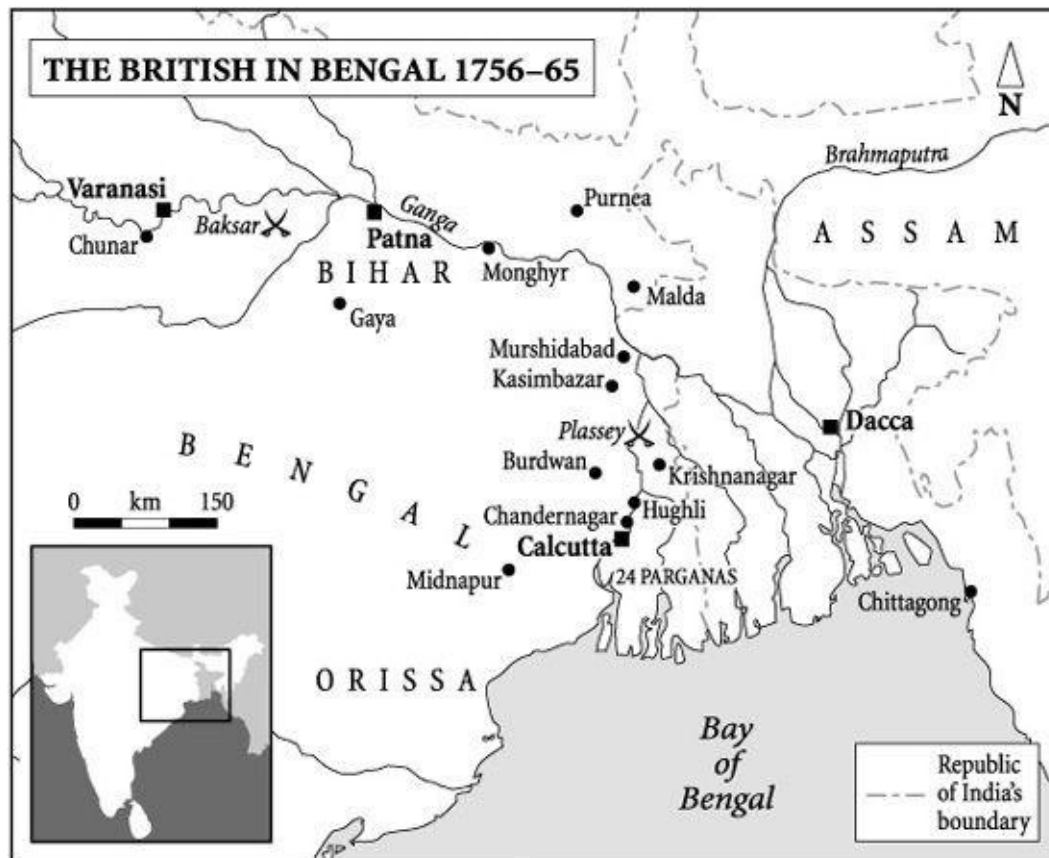 THE BRITISH IN BENGAL 1756–65
N
Brahmaputra
Varanasi
Purnea
Ganga
Baksar
Patna
ASSAM
Chunar
BIHAR
Monghyr
Malda
Gaya
Murshidabad
Kasimbazar
Dacca
Plassey
BENGAL
Burdwan
Krishnanagar
0 km 150
Hughli
Chandernagar
Calcutta
Midnapur
24 PARGANAS
Chittagong
ORISSA
Bay
of
Bengal
Republic
of India's
boundary